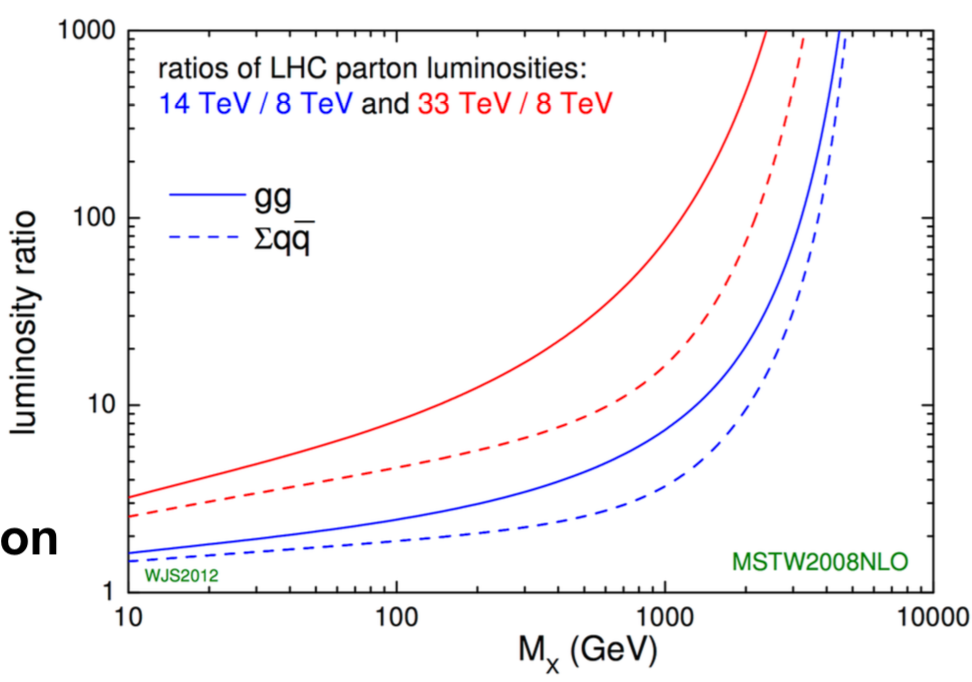 1000
100
10
1
luminosity ratio
ratios of LHC parton luminosities:
14 TeV / 8 TeV and 33 TeV / 8 TeV
gg
Σqq̅
on
WJS2012
MSTW2008NLO
10 100 1000 10000
Mx (GeV)